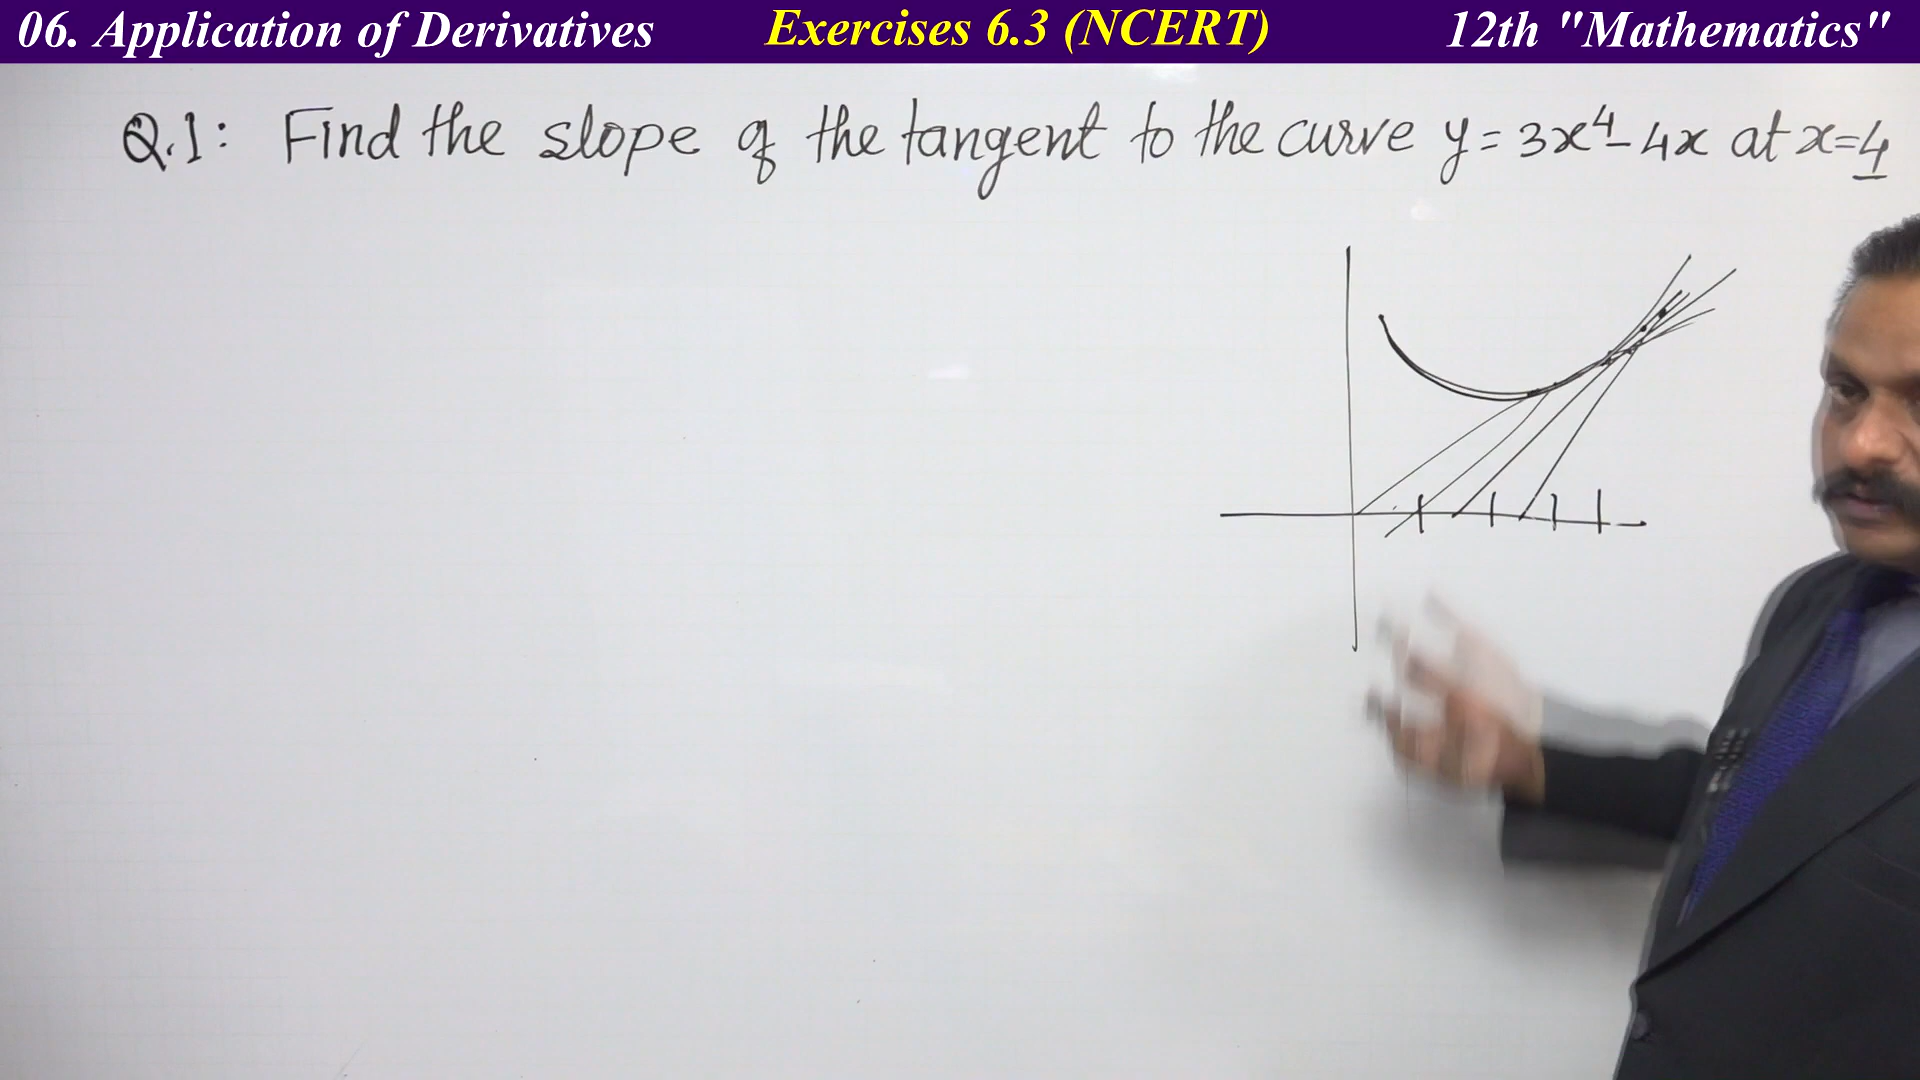 06. Application of Derivatives Exercises 6.3 (NCERT) 12th "Mathematics"
Q.1: Find the slope of the tangent to the curve y = 3x⁴ - 4x at x=4